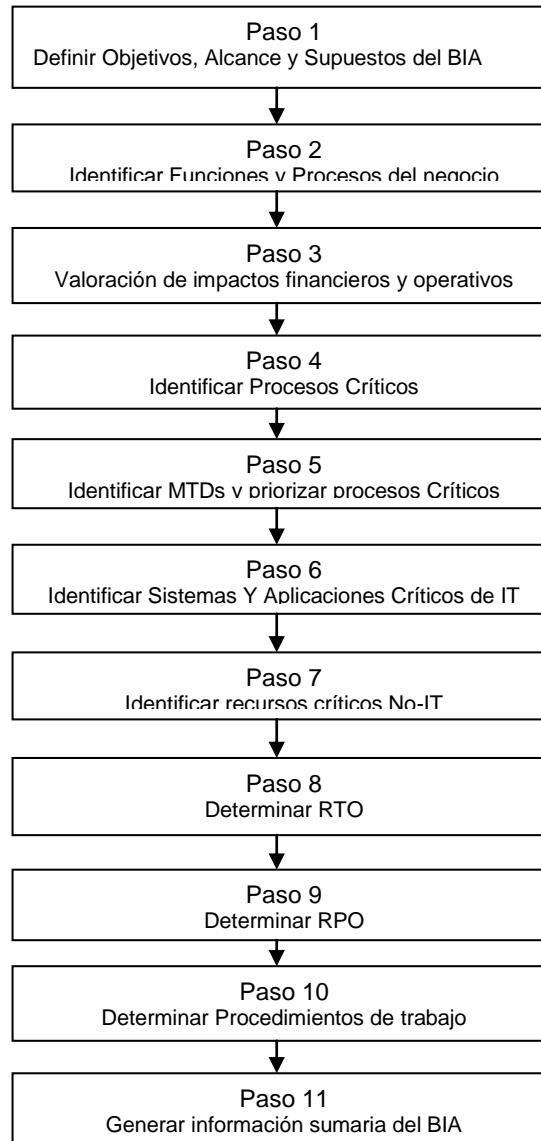 Paso 1
Definir Objetivos, Alcance y Supuestos del BIA
Paso 2
Identificar Funciones y Procesos del negocio
Paso 3
Valoración de impactos financieros y operativos
Paso 4
Identificar Procesos Críticos
Paso 5
Identificar MTDs y priorizar procesos Críticos
Paso 6
Identificar Sistemas Y Aplicaciones Críticos de IT
Paso 7
Identificar recursos críticos No-IT
Paso 8
Determinar RTO
Paso 9
Determinar RPO
Paso 10
Determinar Procedimientos de trabajo
Paso 11
Generar información sumaria del BIA